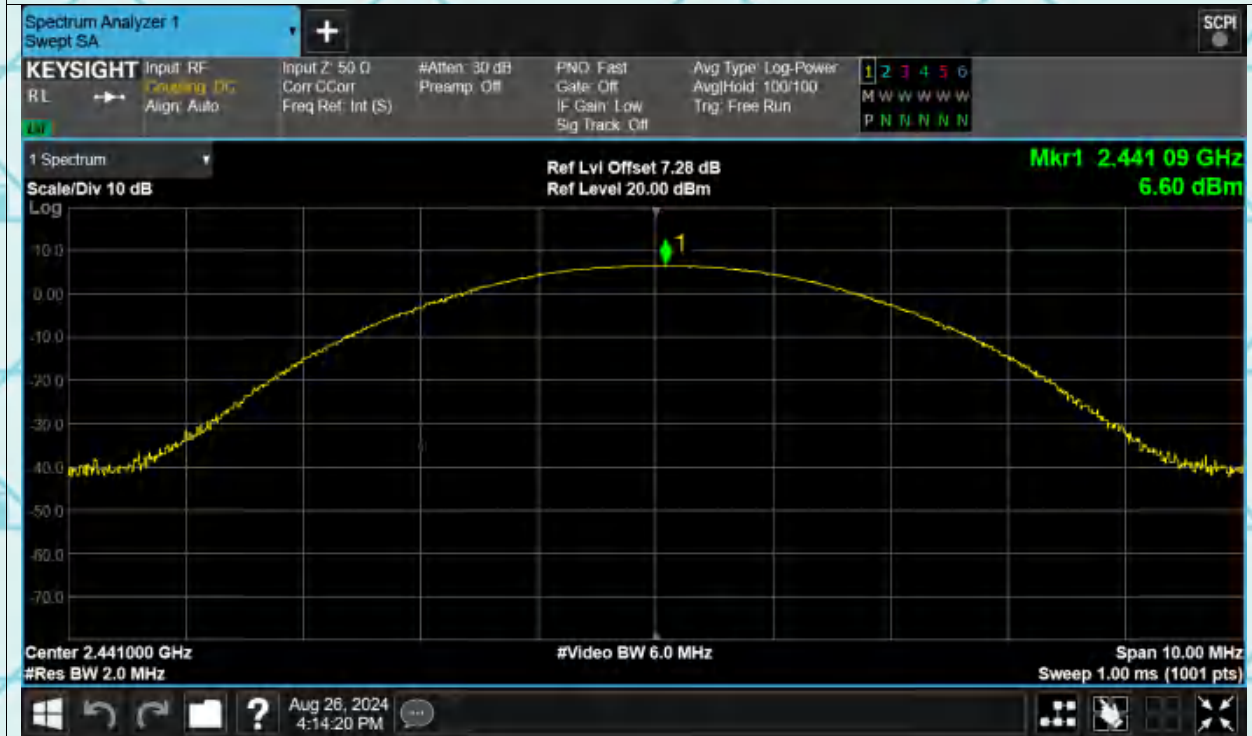 Spectrum Analyzer 1
Swept SA
SCPI
KEYSIGHT
RL
Input: RF
Coupling: DC
Align: Auto
Input Z: 50 Ω
Corr CCorr
Freq Ref: Int (S)
#Atten: 30 dB
Preamp: Off
PNO: Fast
Gate: Off
IF Gain: Low
Sig Track: Off
Avg Type: Log-Power
Avg|Hold: 100/100
Trig: Free Run
1 2 3 4 5 6
M W W W W W
P N N N N N
1 Spectrum
Scale/Div 10 dB
Log
Ref Lvl Offset 7.28 dB
Ref Level 20.00 dBm
Mkr1 2.441 09 GHz
6.60 dBm
1
10.0
0.00
-10.0
-20.0
-30.0
-40.0
-50.0
-60.0
-70.0
Center 2.441000 GHz
#Res BW 2.0 MHz
#Video BW 6.0 MHz
Span 10.00 MHz
Sweep 1.00 ms (1001 pts)
?
Aug 26, 2024
4:14:20 PM